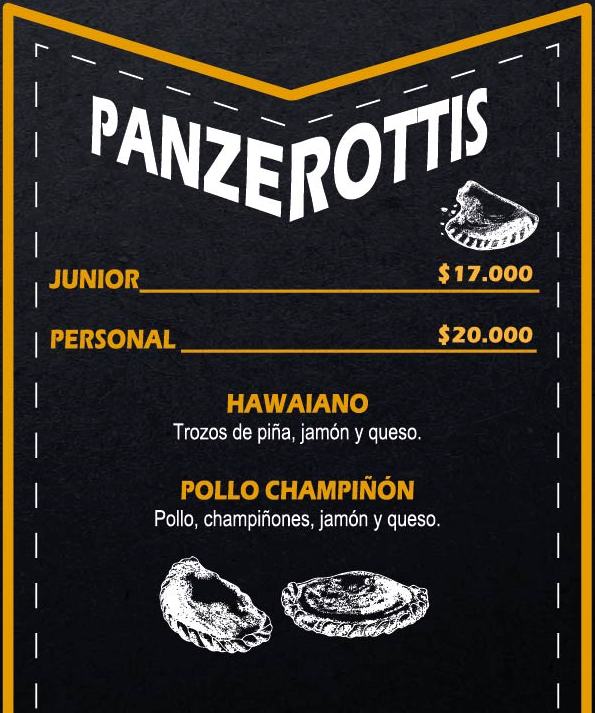 PANZEROTTIS
JUNIOR $17.000
PERSONAL $20.000
HAWAIANO
Trozos de piña, jamón y queso.
POLLO CHAMPIÑÓN
Pollo, champiñones, jamón y queso.